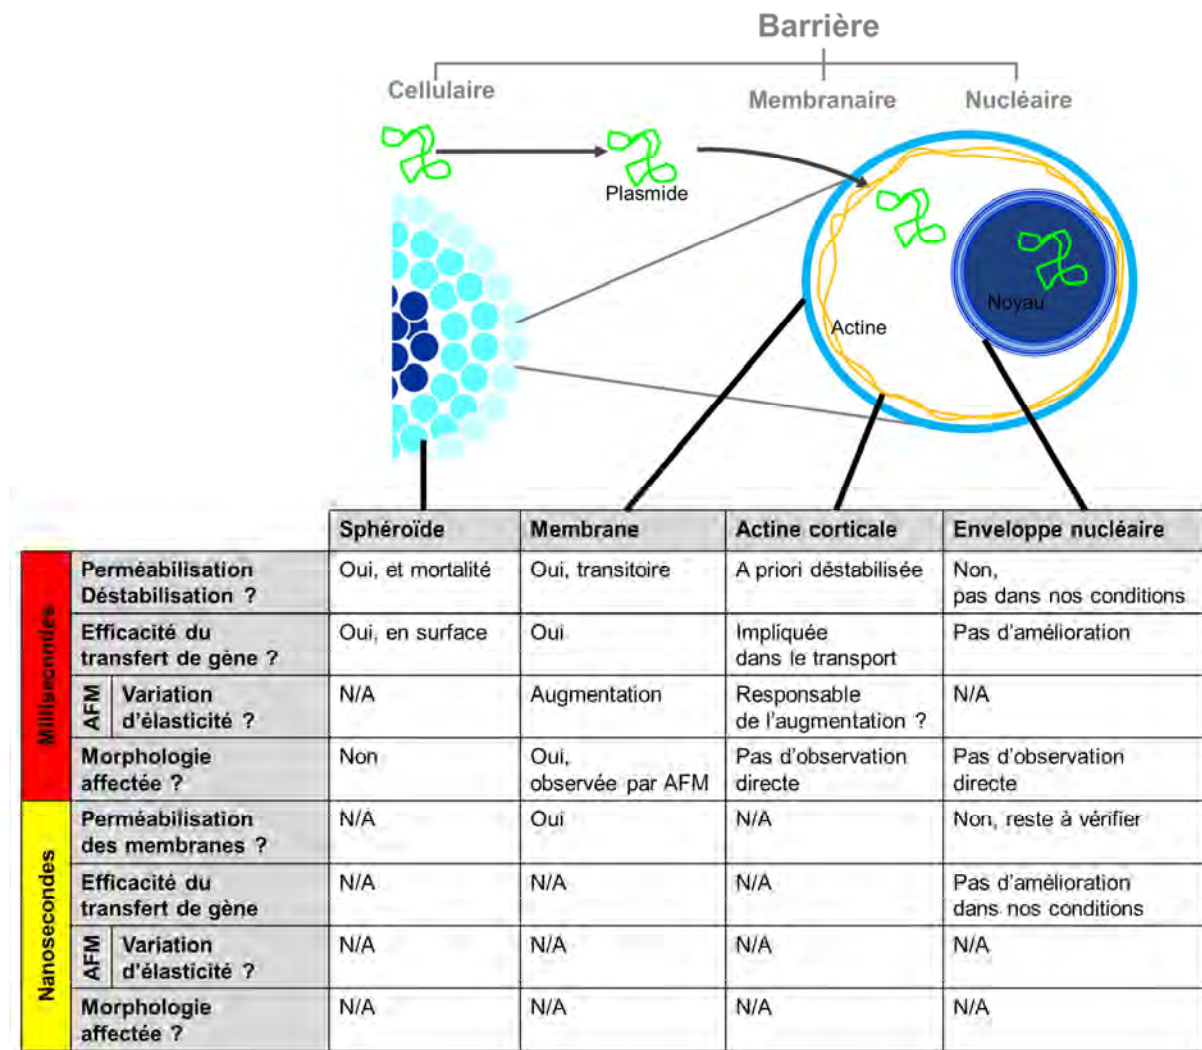 Barrière
Cellulaire
Membranaire
Nucléaire
Plasmide
Noyau
Actine
Sphéroïde
Membrane
Actine corticale
Enveloppe nucléaire
Millisecondes
Perméabilisation
Déstabilisation ?
Oui, et mortalité
Oui, transitoire
A priori déstabilisée
Non,
pas dans nos conditions
Efficacité du
transfert de gène ?
Oui, en surface
Oui
Impliquée
dans le transport
Pas d'amélioration
AFM
Variation
d'élasticité ?
N/A
Augmentation
Responsable
de l'augmentation ?
N/A
Morphologie
affectée ?
Non
Oui,
observée par AFM
Pas d'observation
directe
Pas d'observation
directe
Nanosecondes
Perméabilisation
des membranes ?
N/A
Oui
N/A
Non, reste à vérifier
Efficacité du
transfert de gène
N/A
N/A
N/A
Pas d'amélioration
dans nos conditions
AFM
Variation
d'élasticité ?
N/A
N/A
N/A
N/A
Morphologie
affectée ?
N/A
N/A
N/A
N/A